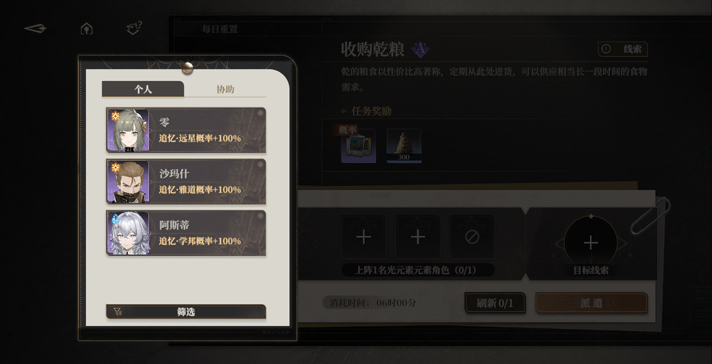 每日重置
收购乾粮 A
线索
乾的粮食以性价比高著称，定期从此处进货，可以供应相当长一段时间的食物
需求。
任务奖励
概率
300
个人
协助
零
追忆·远星概率+100%
沙玛什
追忆·雅道概率+100%
阿斯蒂
追忆·学邦概率+100%
筛选
上阵1名光元素元素角色（0/1）
目标线索
消耗时间： 06时00分
刷新 0/1
派遣